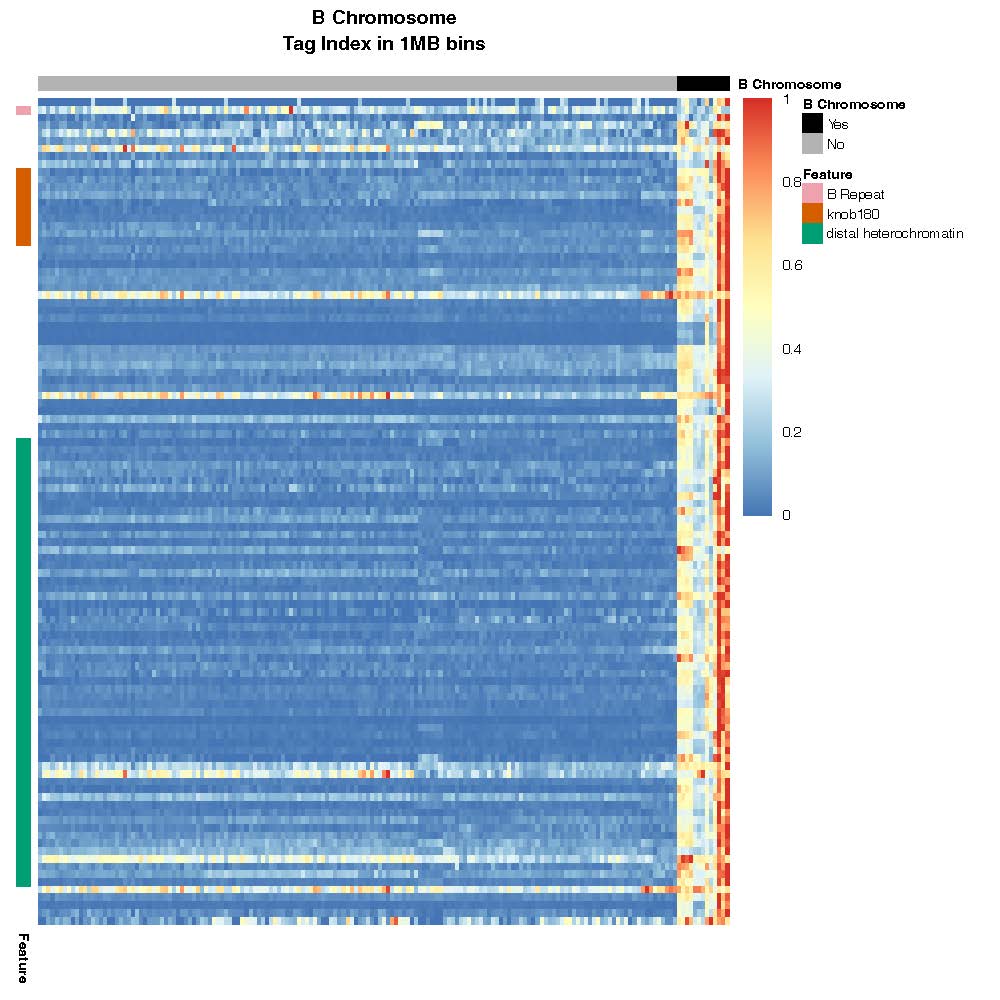 B Chromosome
Tag Index in 1MB bins
B Chromosome
1
0.8
0.6
0.4
0.2
0
B Chromosome
Yes
No
Feature
B Repeat
knob180
distal heterochromatin
Feature